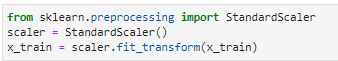 from sklearn.preprocessing import StandardScaler
scaler = StandardScaler()
x_train = scaler.fit_transform(x_train)